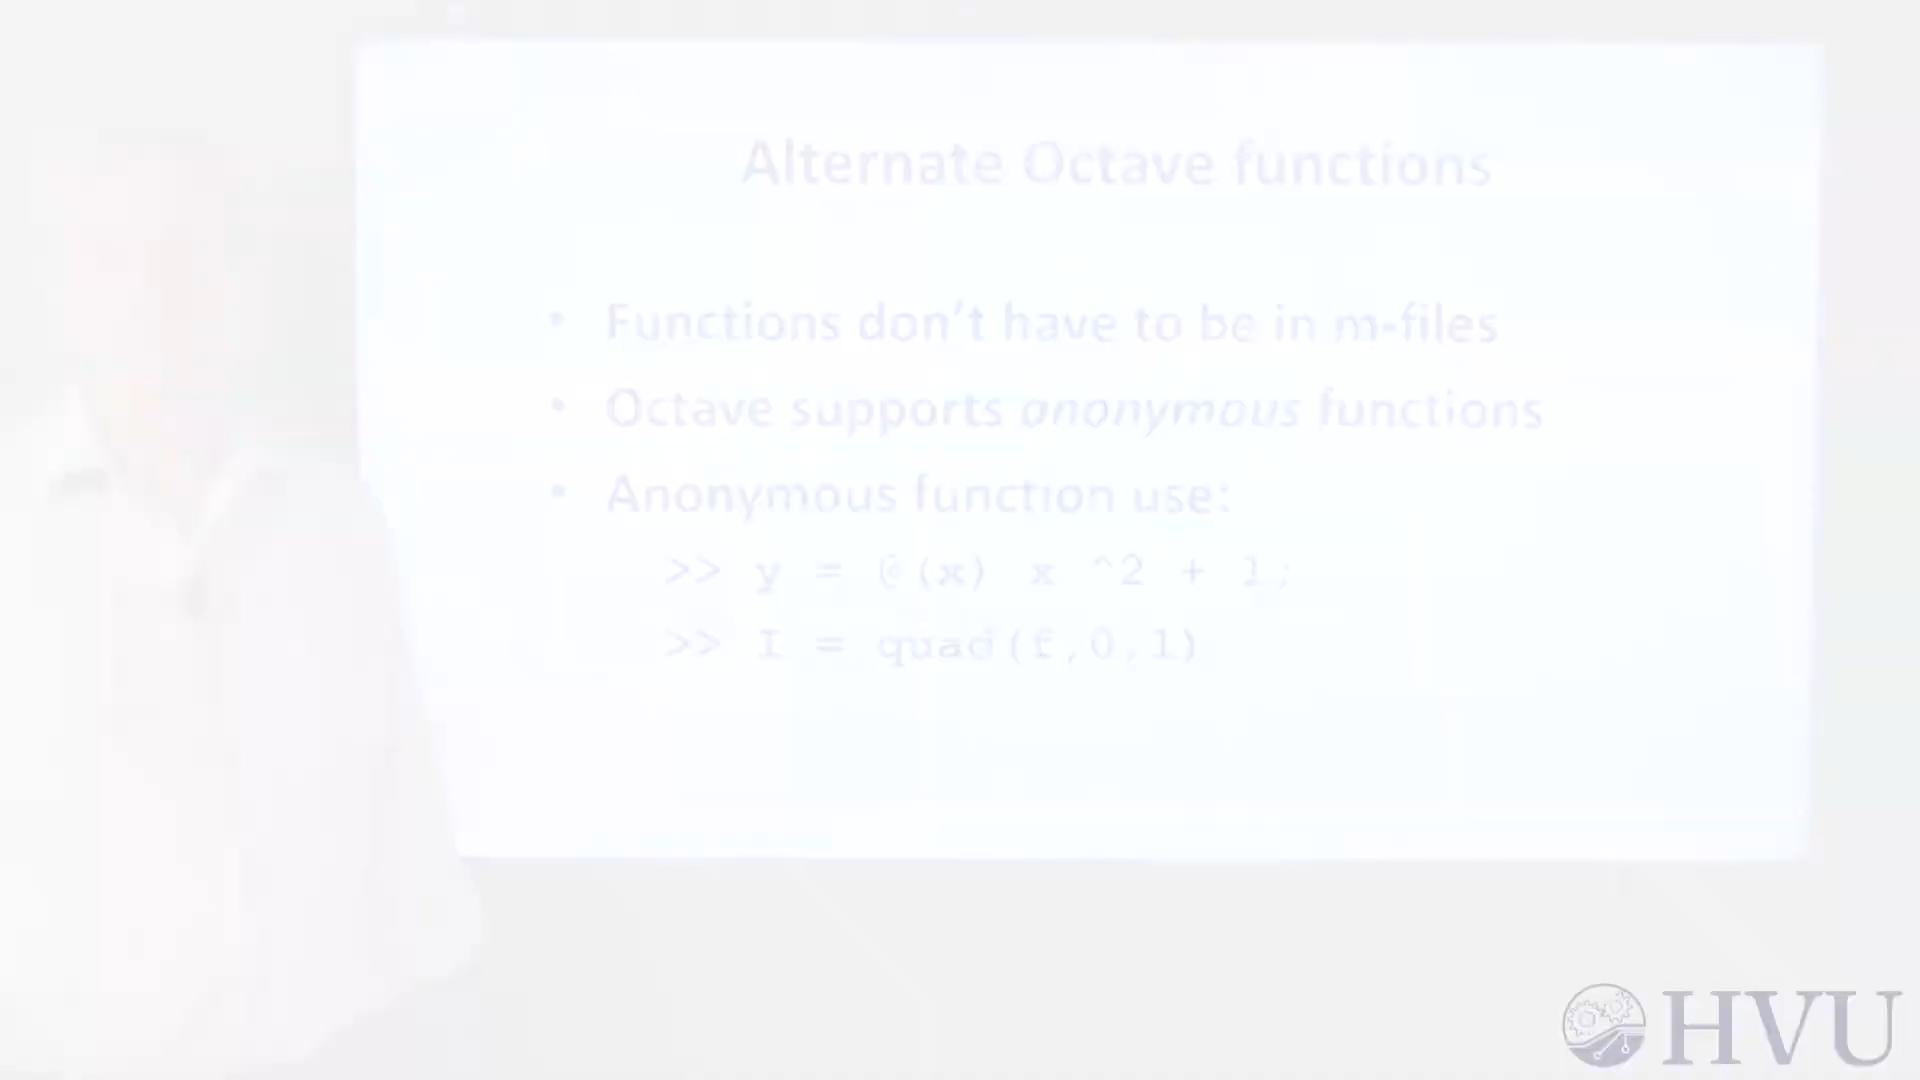 Alternate Octave functions
• Functions don't have to be in m-files
• Octave supports anonymous functions
• Anonymous function use:
>> y = @(x) x ^2 + 1;
>> I = quad(f,0,1)
HVU